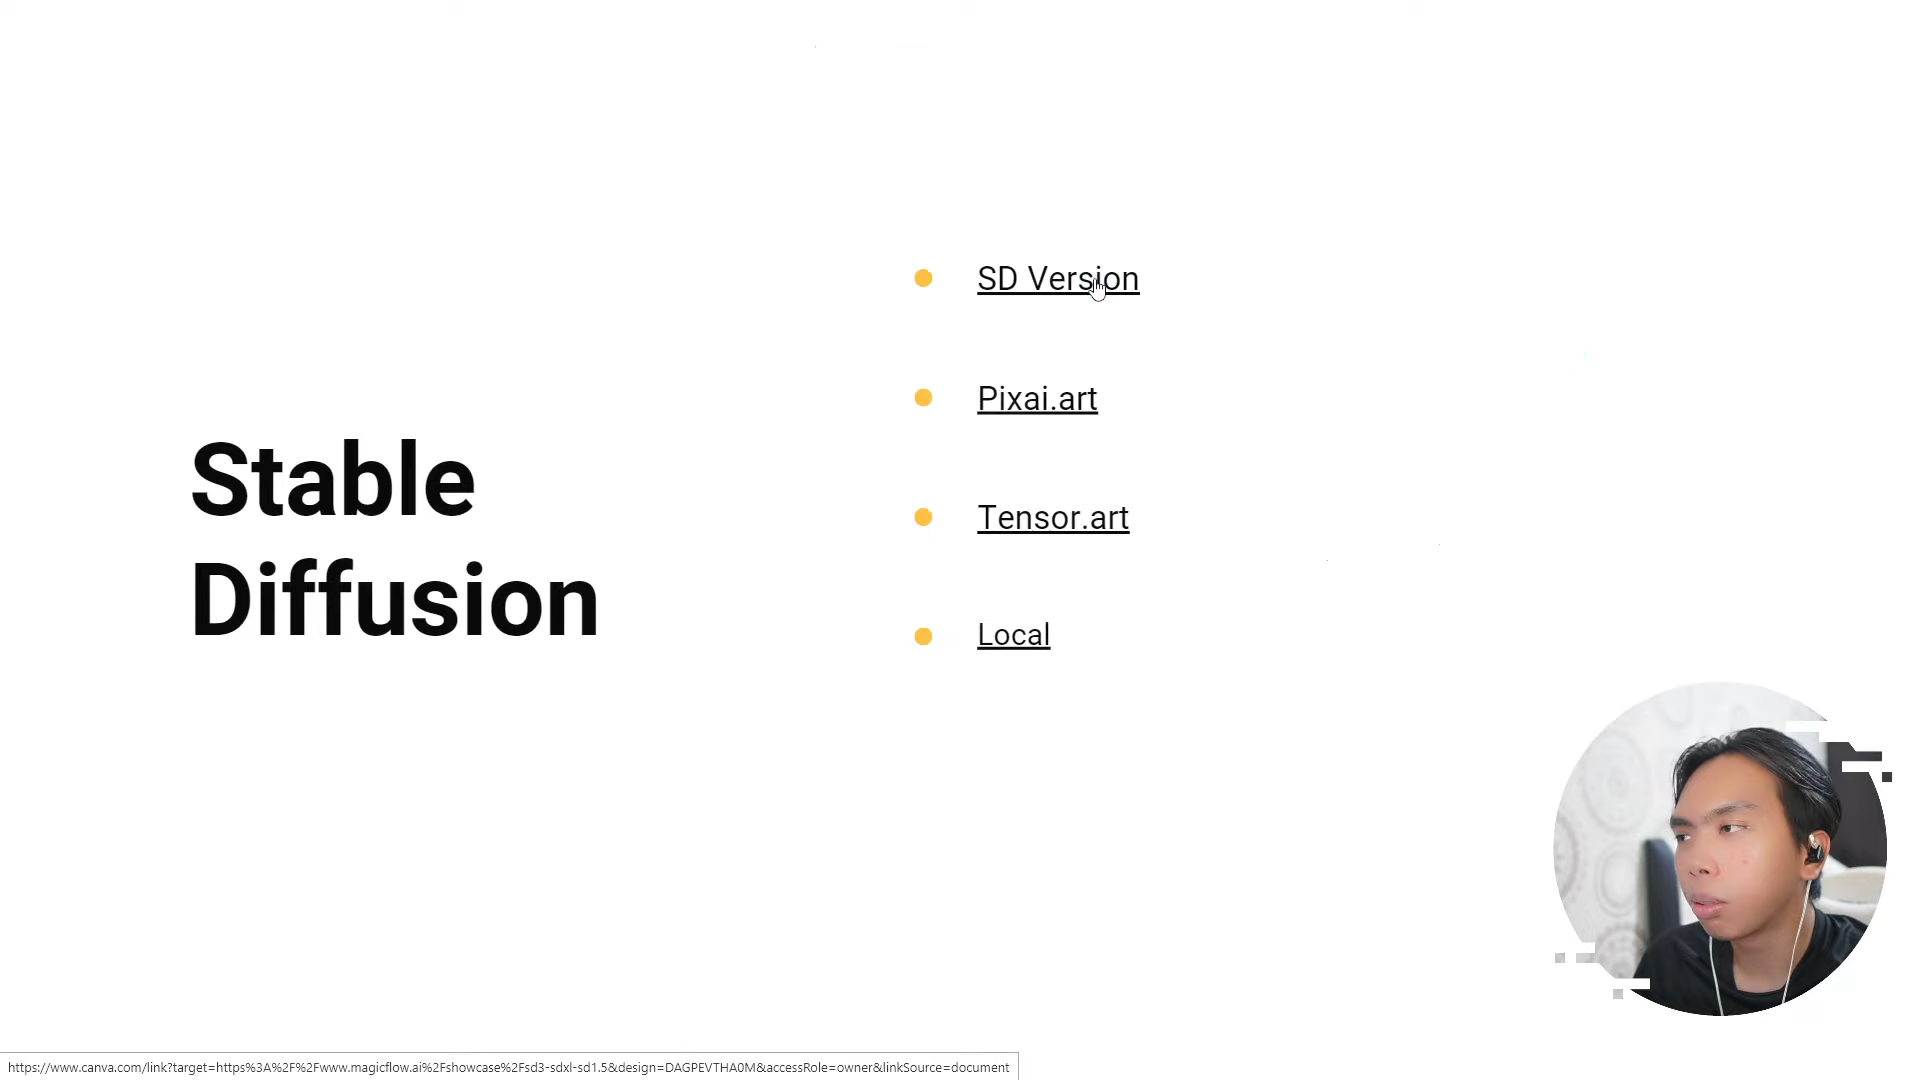 Stable
Diffusion
SD Version
Pixai.art
Tensor.art
Local
https://www.canva.com/link?target=https%3A%2F%2Fwww.magicflow.ai%2Fshowcase%2Fsd3-sdxl-sd1.5&design=DAGPEVTHA0M&accessRole=owner&linkSource=document